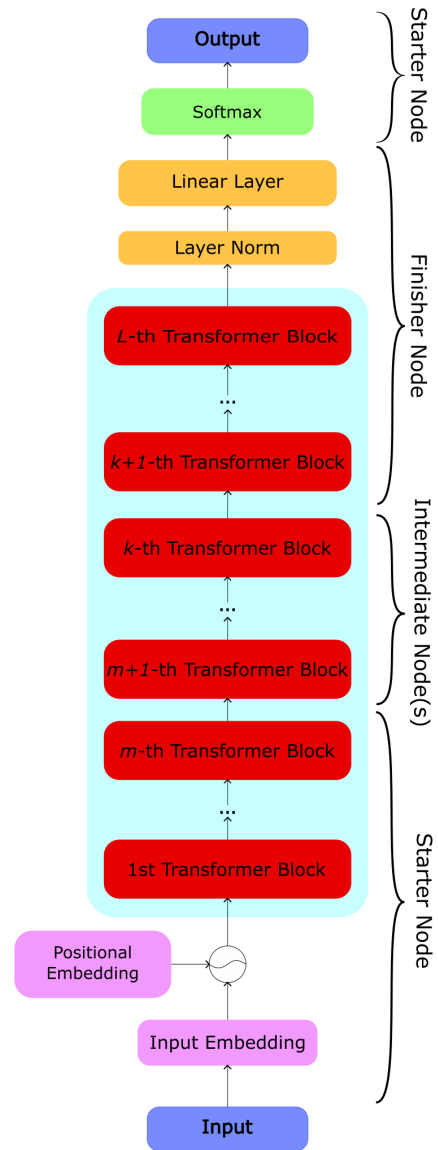 Output
Softmax
Linear Layer
Layer Norm
L-th Transformer Block
...
k+1-th Transformer Block
k-th Transformer Block
...
m+1-th Transformer Block
m-th Transformer Block
...
1st Transformer Block
Positional
Embedding
Input Embedding
Input
Starter Node
Finisher Node
Intermediate Node(s)
Starter Node